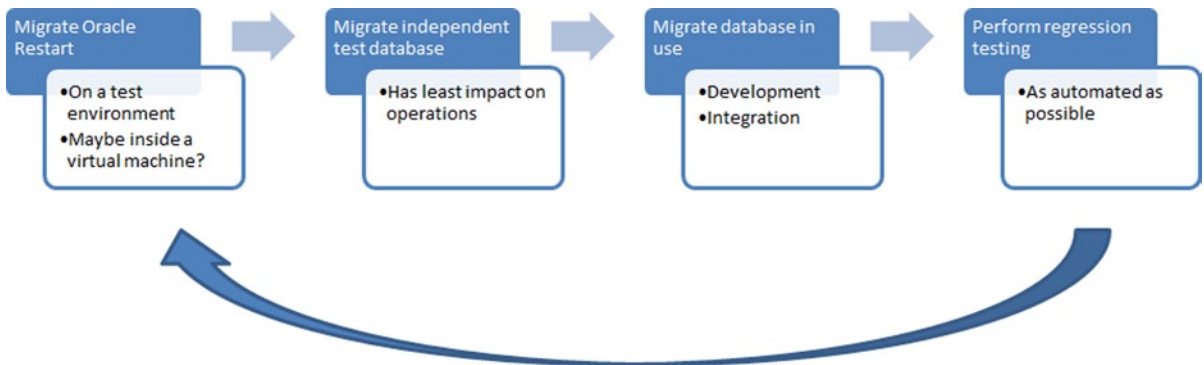 Migrate Oracle
Restart
•On a test
environment
•Maybe inside a
virtual machine?
Migrate independent
test database
•Has least impact on
operations
Migrate database in
use
•Development
•Integration
Perform regression
testing
•As automated as
possible